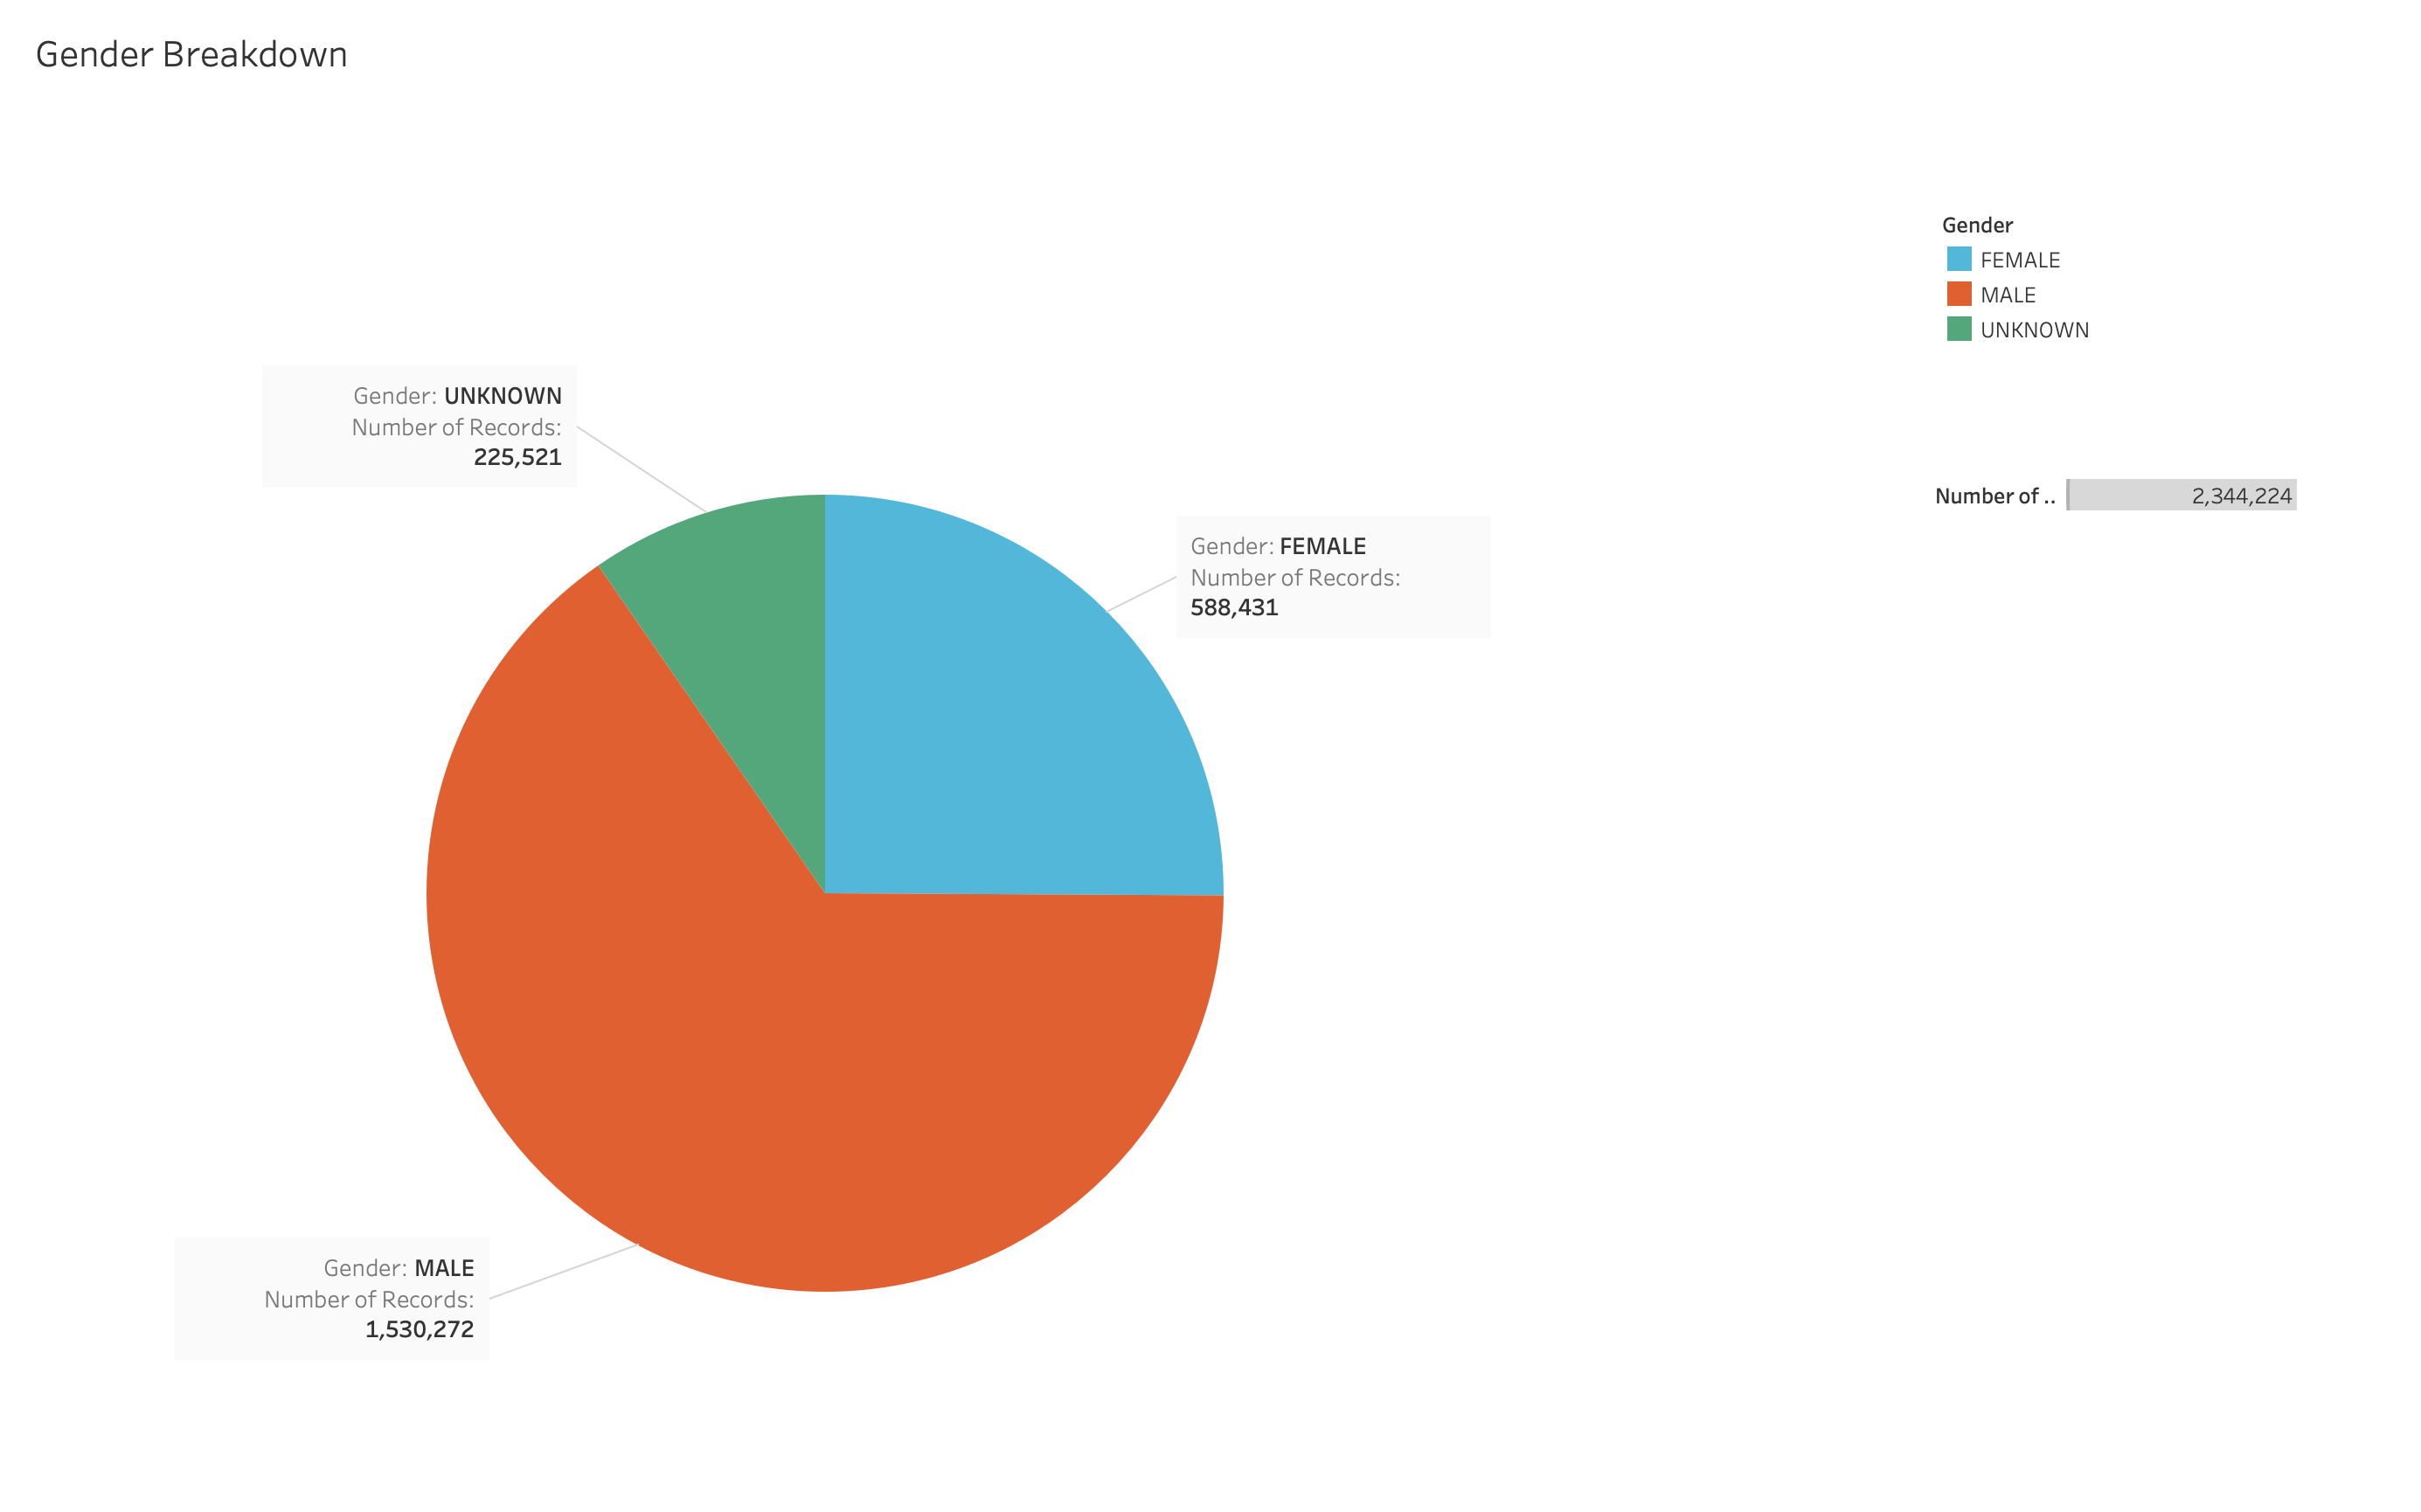 Gender Breakdown
Gender
FEMALE
MALE
UNKNOWN
Gender: UNKNOWN
Number of Records:
225,521
Number of .. 2,344,224
Gender: FEMALE
Number of Records:
588,431
Gender: MALE
Number of Records:
1,530,272